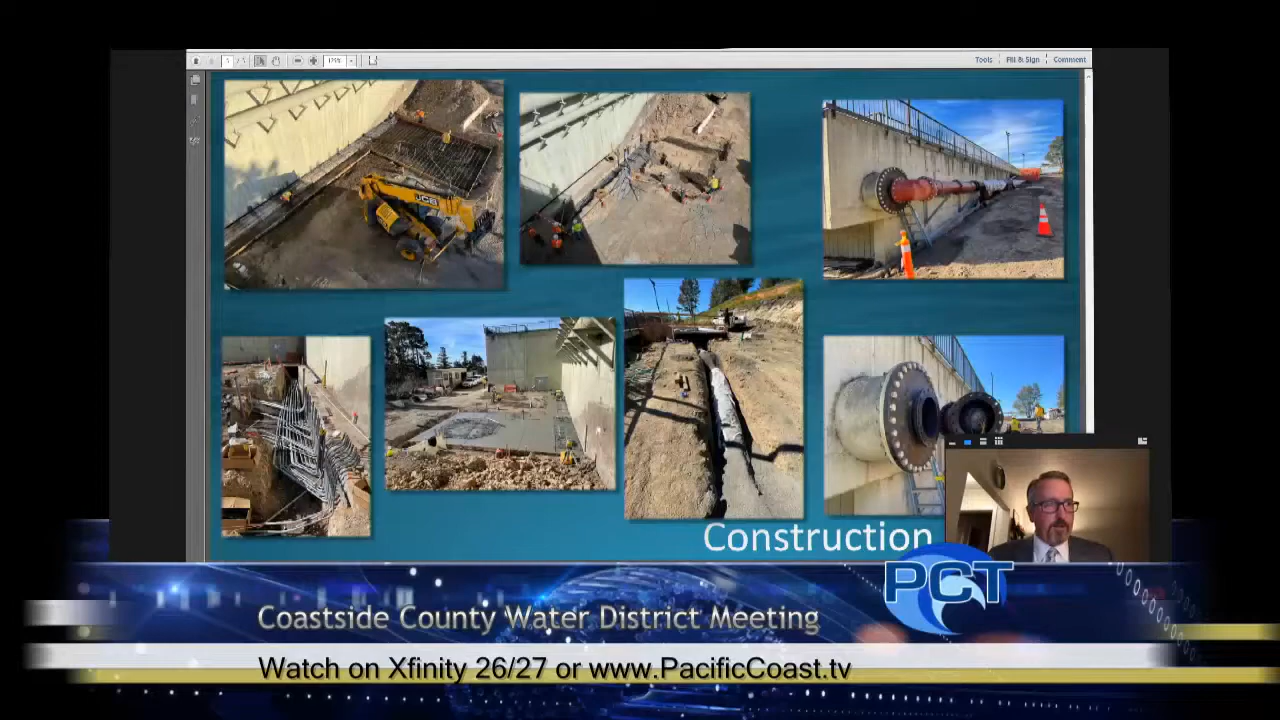 Tools
Fill & Sign
Comment
JCB
Construction
PCT
Coastside County Water District Meeting
Watch on Xfinity 26/27 or www.PacificCoast.tv